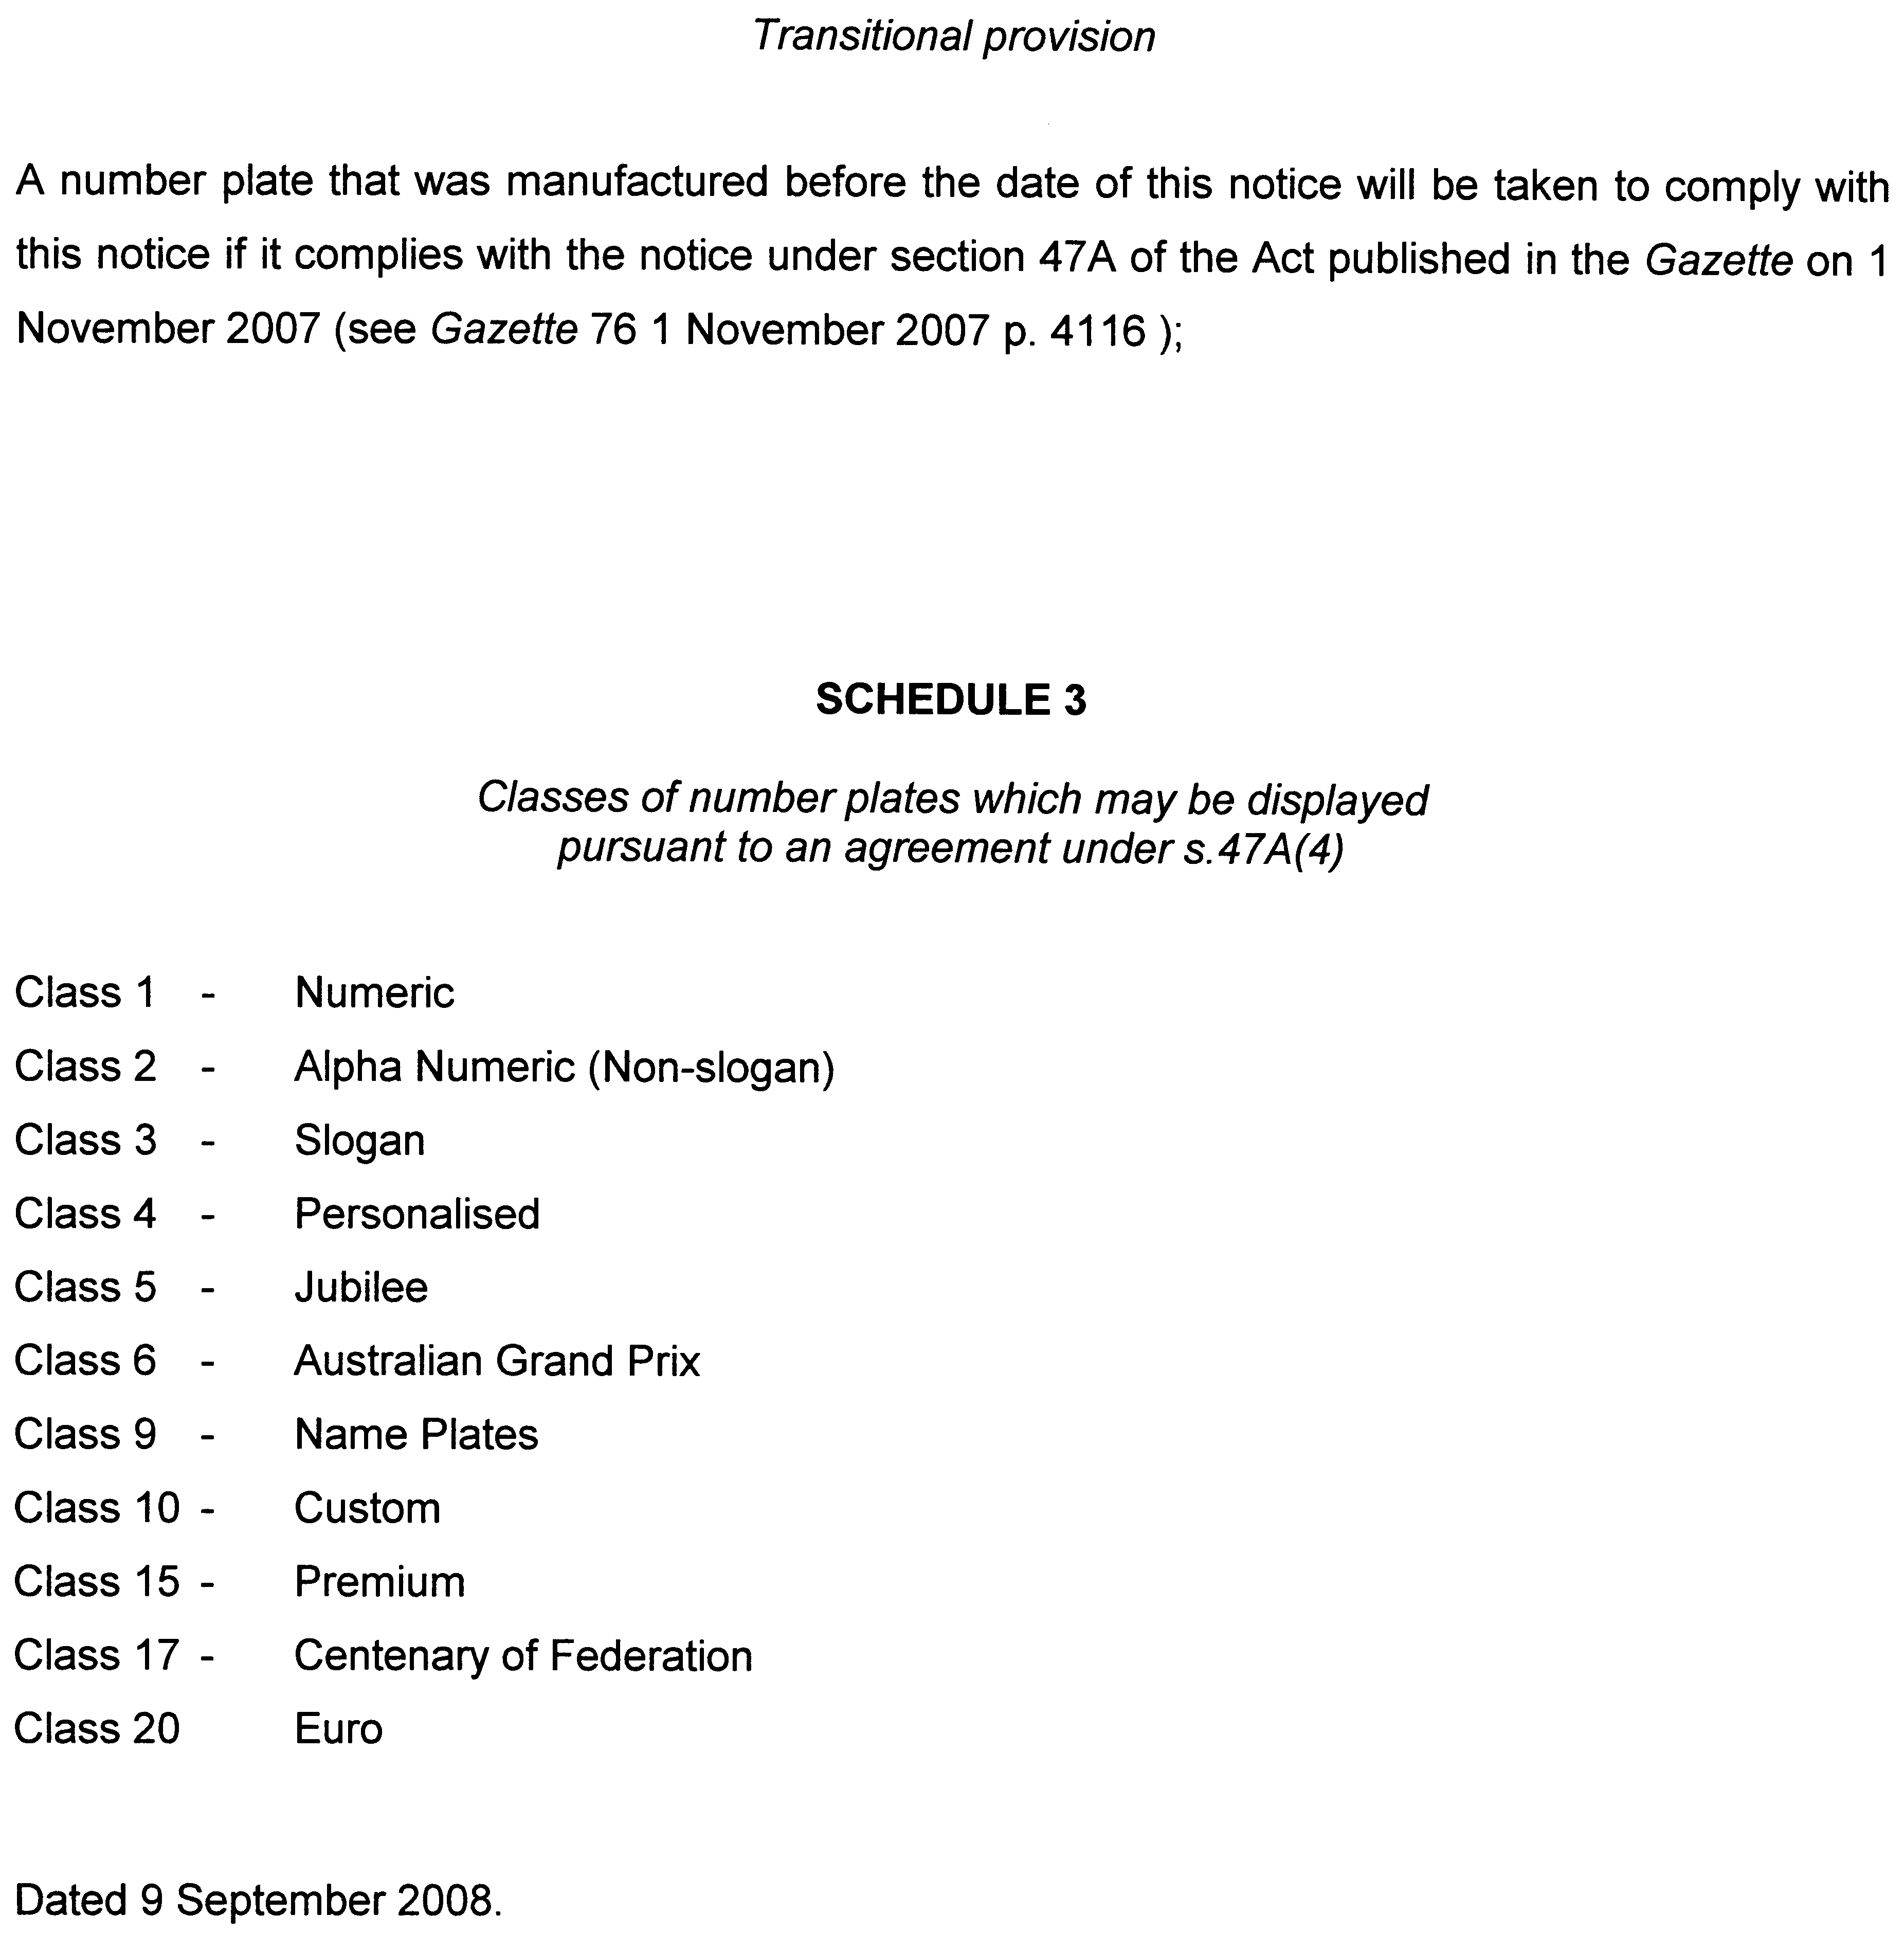 Transitional provision
A number plate that was manufactured before the date of this notice will be taken to comply with
this notice if it complies with the notice under section 47A of the Act published in the Gazette on 1
November 2007 (see Gazette 76 1 November 2007 p. 4116 );
SCHEDULE 3
Classes of number plates which may be displayed
pursuant to an agreement under s.47A(4)
Class 1 - Numeric
Class 2 - Alpha Numeric (Non-slogan)
Class 3 - Slogan
Class 4 - Personalised
Class 5 - Jubilee
Class 6 - Australian Grand Prix
Class 9 - Name Plates
Class 10 - Custom
Class 15 - Premium
Class 17 - Centenary of Federation
Class 20 Euro
Dated 9 September 2008.